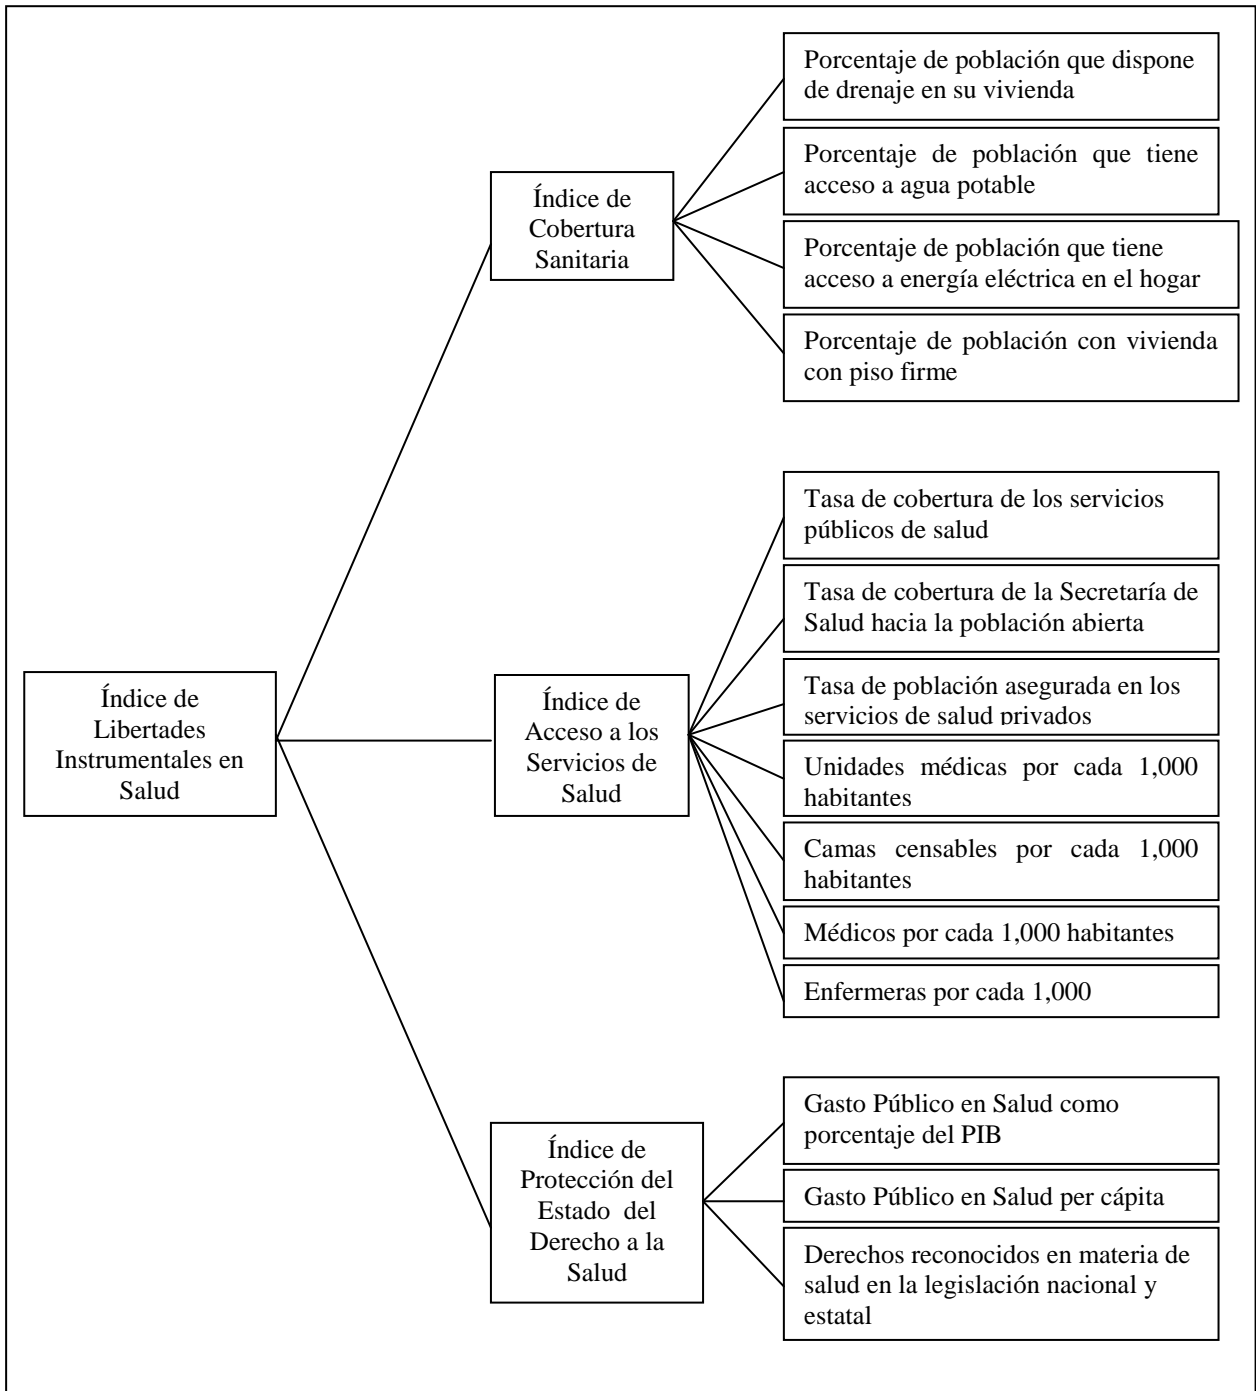 Porcentaje de población que dispone
de drenaje en su vivienda
Porcentaje de población que tiene
acceso a agua potable
Índice de
Cobertura
Sanitaria
Porcentaje de población que tiene
acceso a energía eléctrica en el hogar
Porcentaje de población con vivienda
con piso firme
Tasa de cobertura de los servicios
públicos de salud
Tasa de cobertura de la Secretaría de
Salud hacia la población abierta
Índice de
Libertades
Instrumentales en
Salud
Índice de
Acceso a los
Servicios de
Salud
Tasa de población asegurada en los
servicios de salud privados
Unidades médicas por cada 1,000
habitantes
Camas censables por cada 1,000
habitantes
Médicos por cada 1,000 habitantes
Enfermeras por cada 1,000
Índice de
Protección del
Estado del
Derecho a la
Salud
Gasto Público en Salud como
porcentaje del PIB
Gasto Público en Salud per cápita
Derechos reconocidos en materia de
salud en la legislación nacional y
estatal